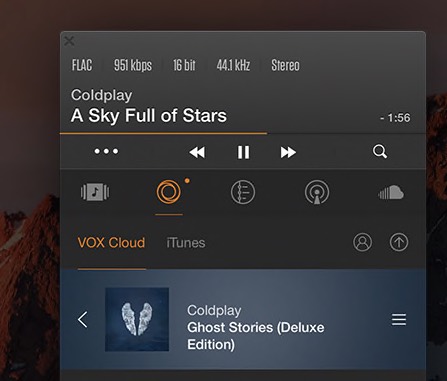 FLAC 951 kbps 16 bit 44.1 kHz Stereo
Coldplay
A Sky Full of Stars
- 1:56
VOX Cloud iTunes
Coldplay
Ghost Stories (Deluxe
Edition)